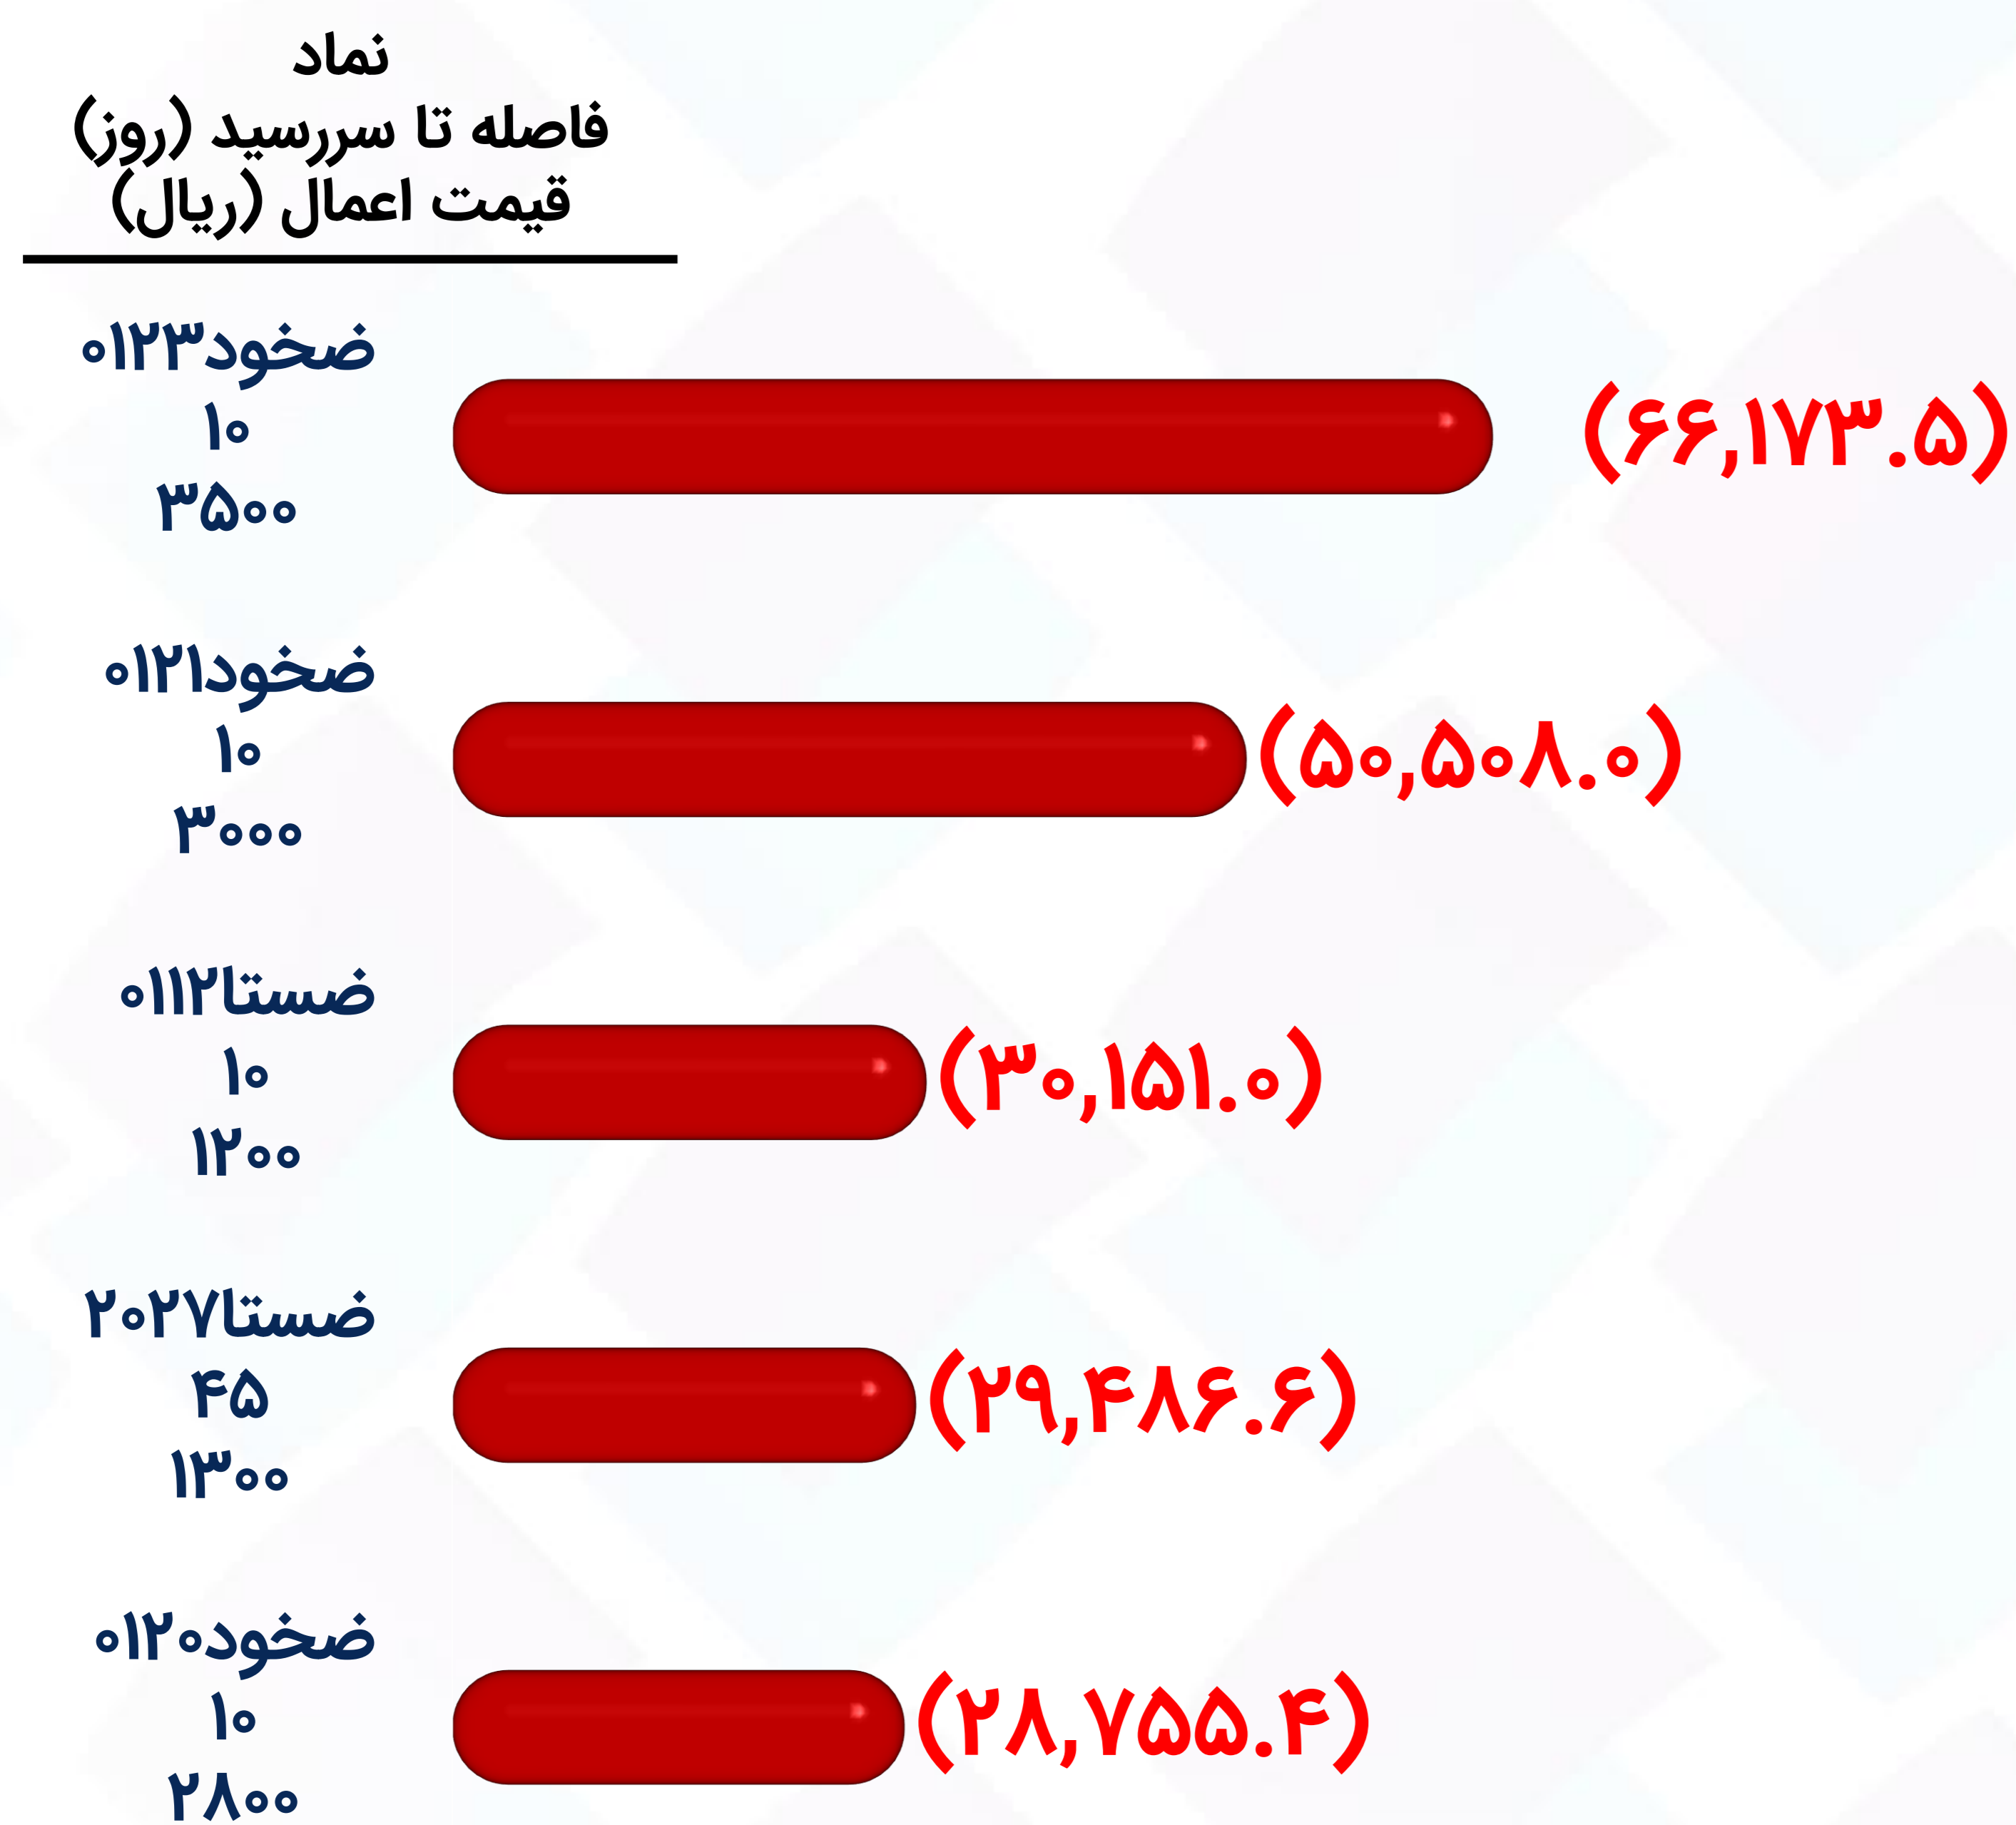 نماد
فاصله تا سررسید (روز)
قیمت اعمال (ریال)
ضخود۰۱۲۳
۱۰
۳۵۰۰
(۶۶,۱۷۳.۵)
ضخود۰۱۲۱
۱۰
۳۰۰۰
(۵۰,۵۰۸.۰)
ضستا۰۱۱۲
۱۰
۱۲۰۰
(۳۰,۱۵۱.۰)
ضستا۲۰۲۷
۴۵
۱۳۰۰
(۲۹,۴۸۶.۶)
ضخود۰۱۲۰
۱۰
۲۸۰۰
(۲۸,۷۵۵.۴)